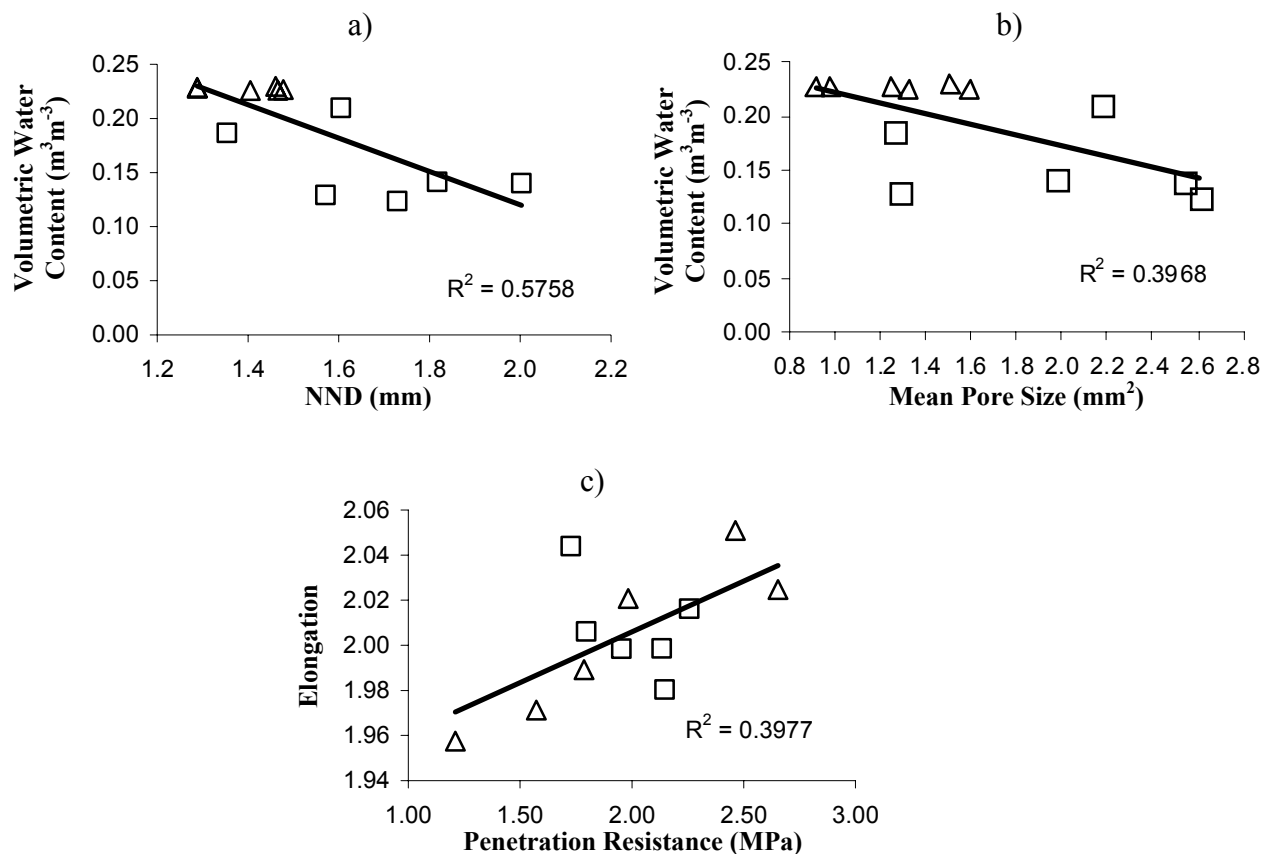 a)
Volumetric Water
Content (m³m⁻³)
0.25
0.20
0.15
0.10
0.05
0.00
R² = 0.5758
1.2 1.4 1.6 1.8 2.0 2.2
NND (mm)
b)
Volumetric Water
Content (m³m⁻³)
0.25
0.20
0.15
0.10
0.05
0.00
R² = 0.3968
0.8 1.0 1.2 1.4 1.6 1.8 2.0 2.2 2.4 2.6 2.8
Mean Pore Size (mm²)
c)
Elongation
2.06
2.04
2.02
2.00
1.98
1.96
1.94
R² = 0.3977
1.00 1.50 2.00 2.50 3.00
Penetration Resistance (MPa)